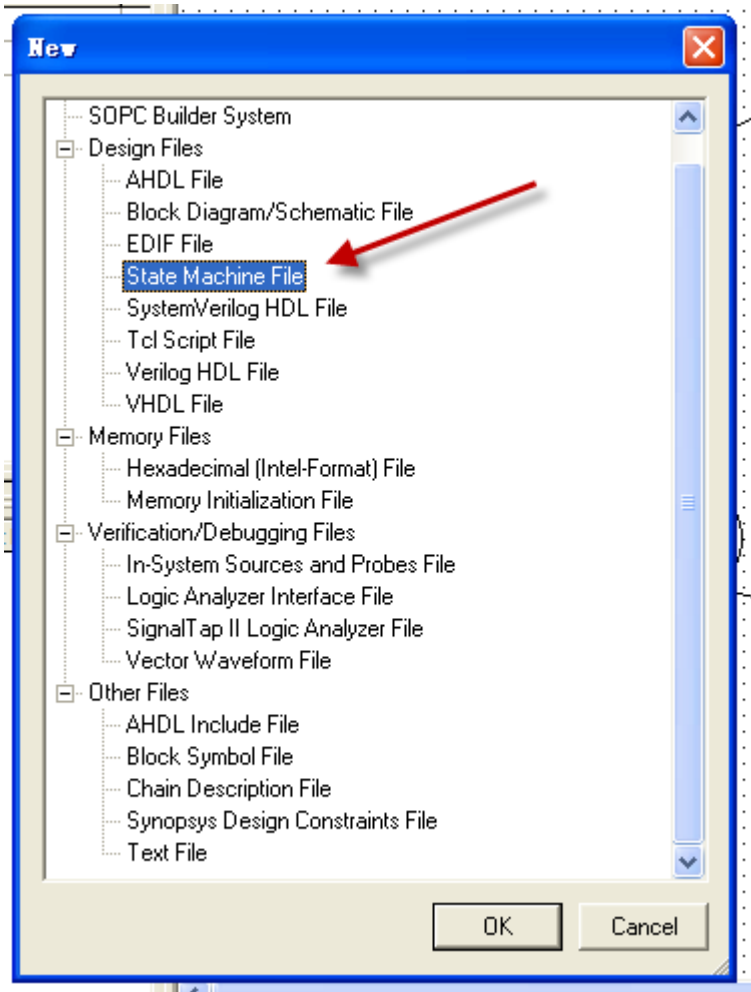 New
SOPC Builder System
Design Files
AHDL File
Block Diagram/Schematic File
EDIF File
State Machine File
SystemVerilog HDL File
Tcl Script File
Verilog HDL File
VHDL File
Memory Files
Hexadecimal (Intel-Format) File
Memory Initialization File
Verification/Debugging Files
In-System Sources and Probes File
Logic Analyzer Interface File
SignalTap II Logic Analyzer File
Vector Waveform File
Other Files
AHDL Include File
Block Symbol File
Chain Description File
Synopsys Design Constraints File
Text File
OK Cancel